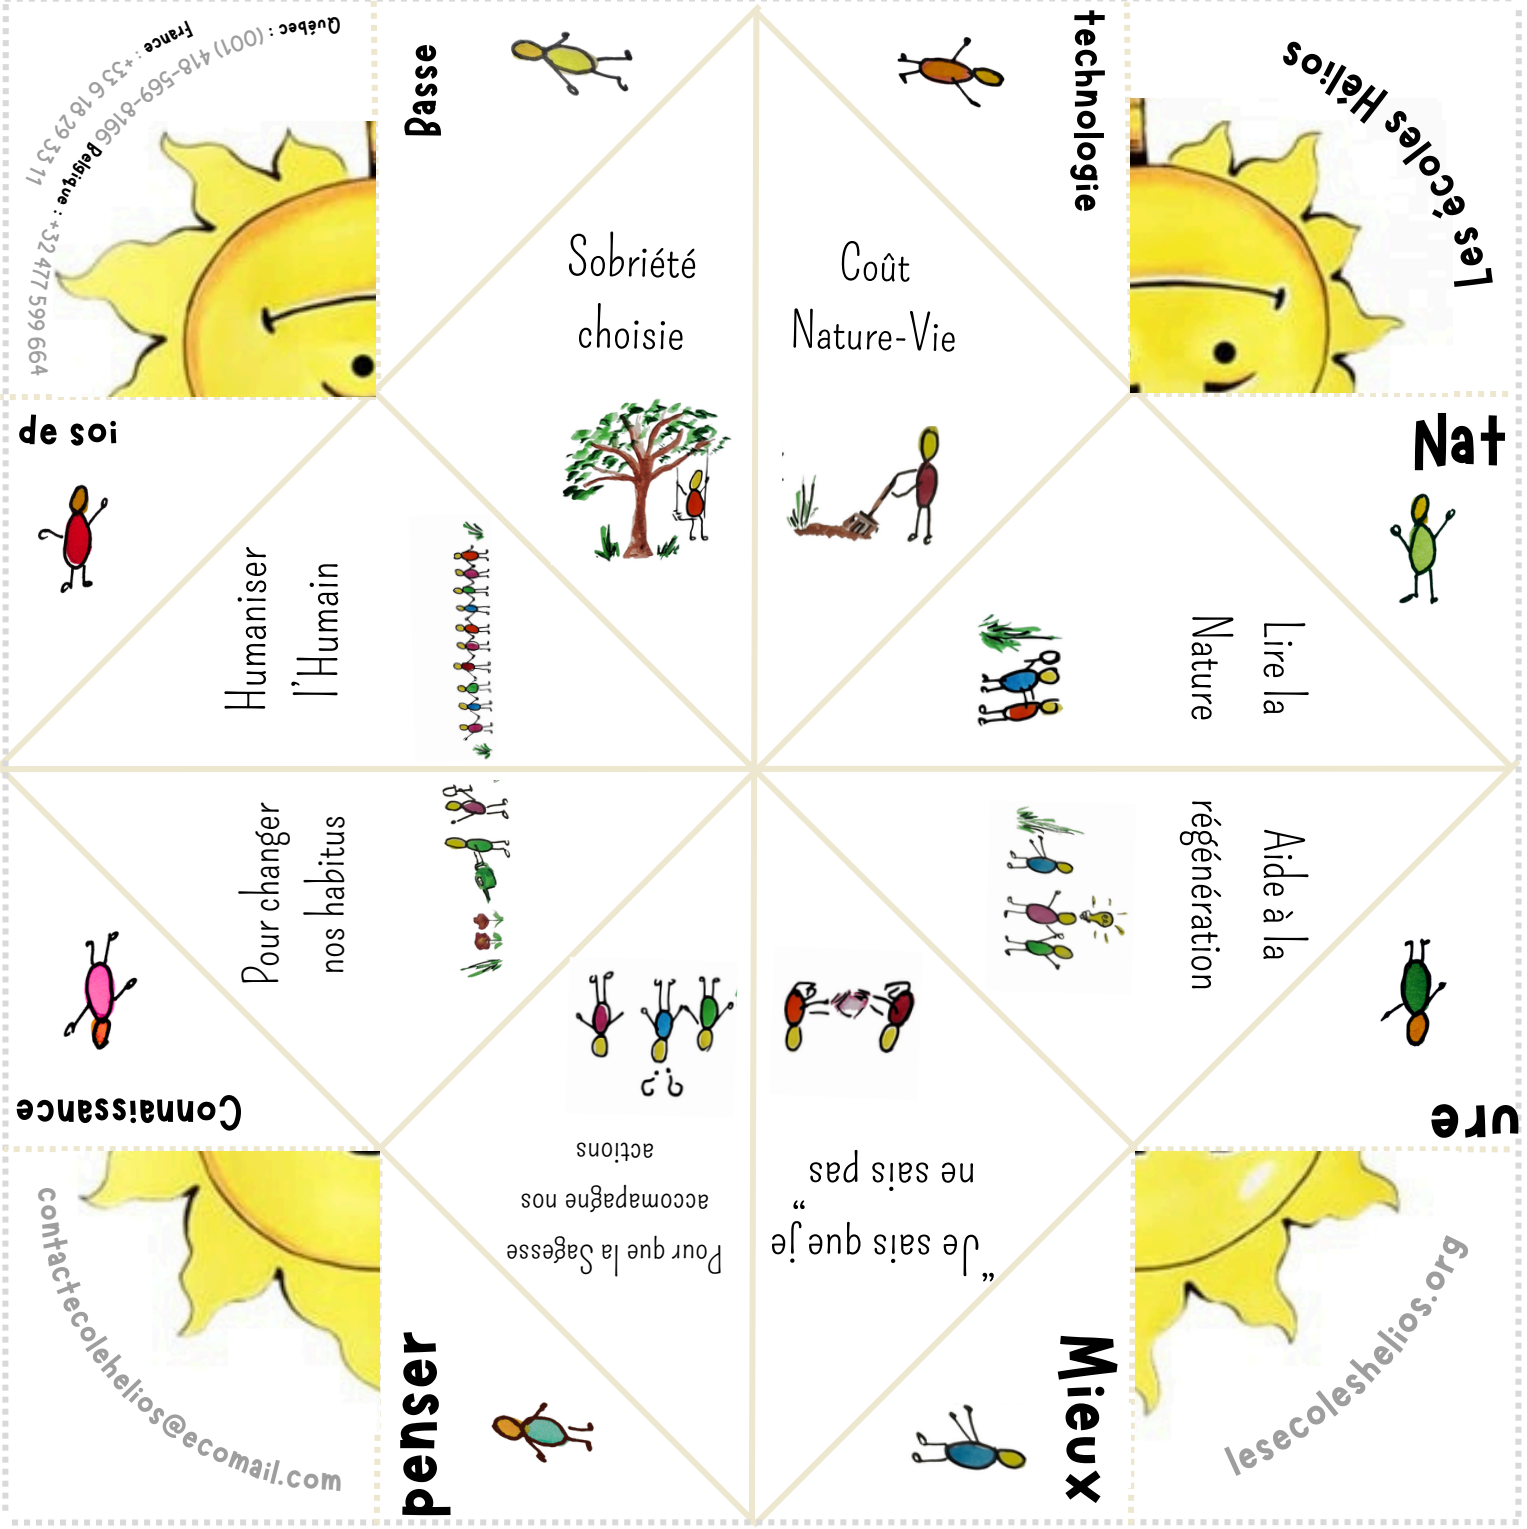 Québec : (001) 418-569-8166
France : +33 6 18 29 33 11
Belgique : +32 477 599 664
Basse
technologie
Les écoles Hélios
Sobriété
choisie
Coût
Nature-Vie
de soi
Nat
Humaniser
l'Humain
Lire la
Nature
Pour changer
nos habitus
Aide à la
régénération
Connaissance
ure
??
Pour que la Sagesse
accomapagne nos
actions
"Je sais que je
ne sais pas"
penser
Mieux
contactecolehelios@ecomail.com
lesecoleshelios.org